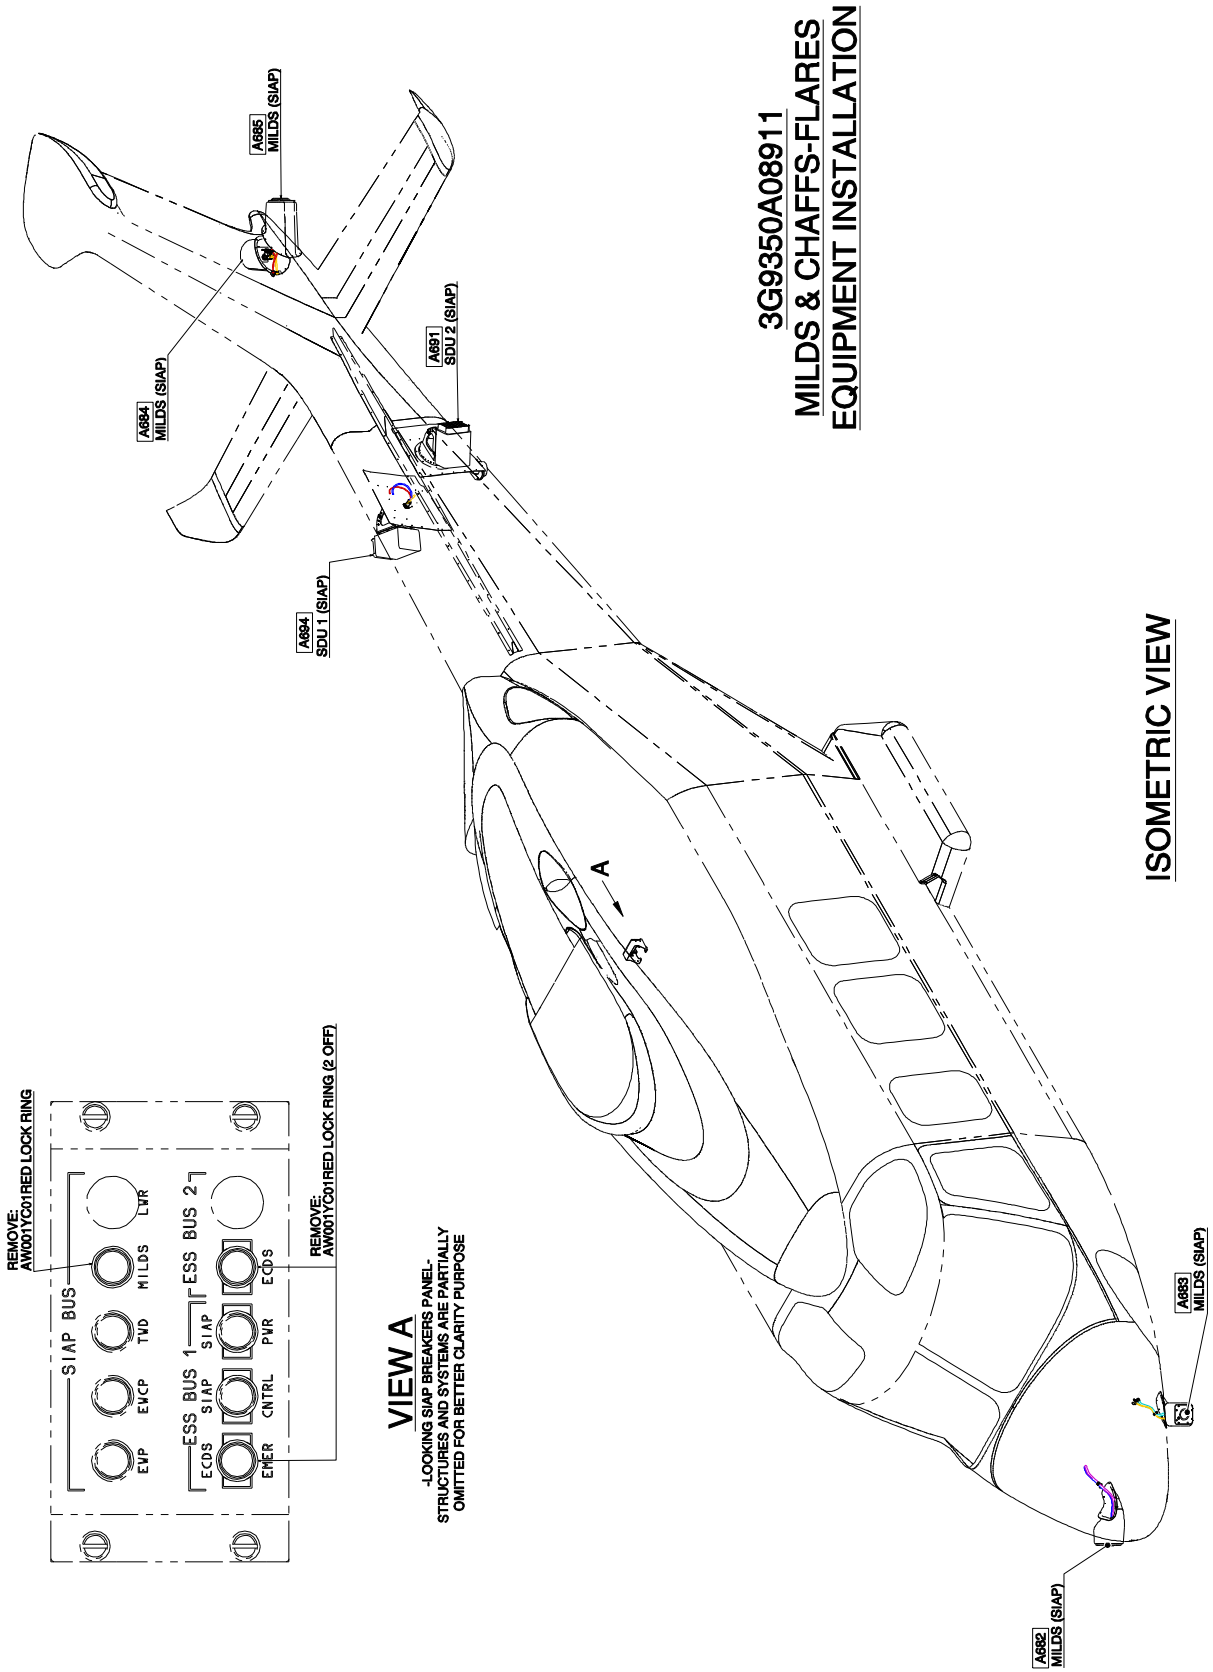 REMOVE:
AW001YC01RED LOCK RING
SIAP BUS
EWP
EWCP
TWD
MILDS
LWR
ESS BUS 1
ESS BUS 2
ECDS
SIAP
SIAP
EMER
CNTRL
PWR
ECDS
REMOVE:
AW001YC01RED LOCK RING (2 OFF)
VIEW A
-LOOKING SIAP BREAKERS PANEL-
STRUCTURES AND SYSTEMS ARE PARTIALLY
OMITTED FOR BETTER CLARITY PURPOSE
A684
MILDS (SIAP)
A685
MILDS (SIAP)
A694
SDU 1 (SIAP)
A691
SDU 2 (SIAP)
A
A682
MILDS (SIAP)
A683
MILDS (SIAP)
3G9350A08911
MILDS & CHAFFS-FLARES
EQUIPMENT INSTALLATION
ISOMETRIC VIEW